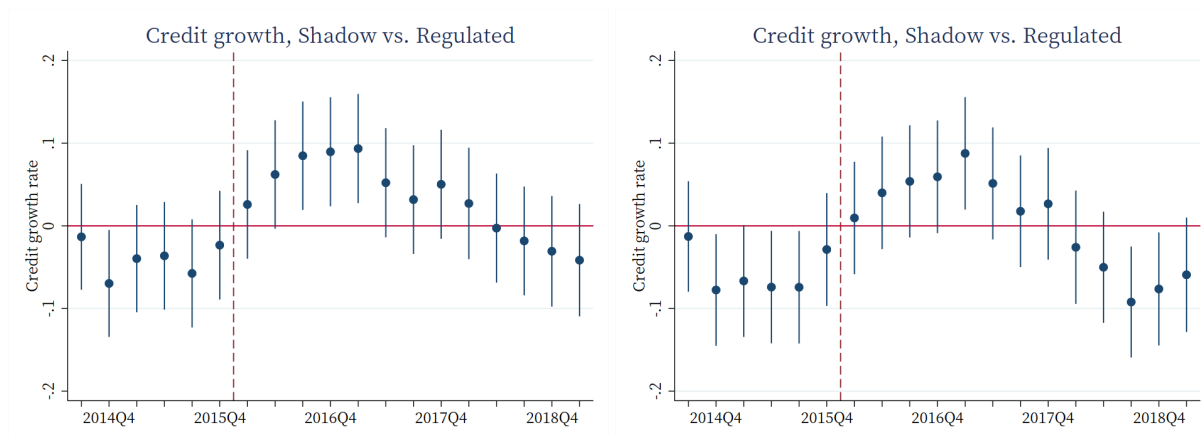 Credit growth, Shadow vs. Regulated
Credit growth rate
.2
.1
0
-.1
-.2
2014Q4 2015Q4 2016Q4 2017Q4 2018Q4
Credit growth, Shadow vs. Regulated
Credit growth rate
.2
.1
0
-.1
-.2
2014Q4 2015Q4 2016Q4 2017Q4 2018Q4